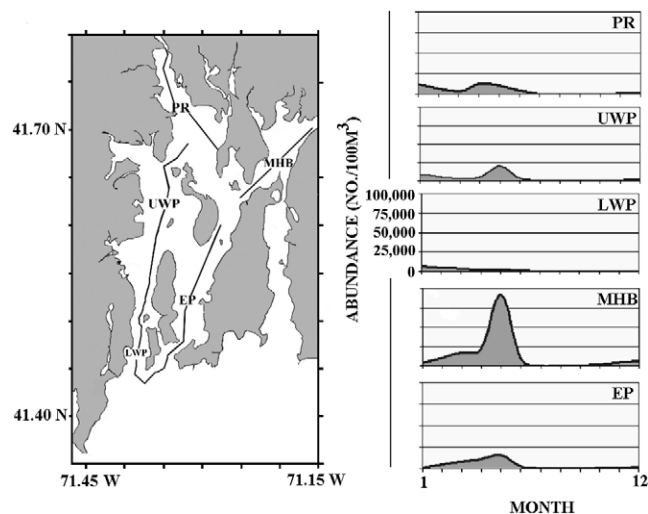 41.70 N
41.40 N
71.45 W
71.15 W
PR
MHB
UWP
EP
LWP
ABUNDANCE (NO./100M³)
PR
UWP
LWP
100,000
75,000
50,000
25,000
0
MHB
EP
1
12
MONTH